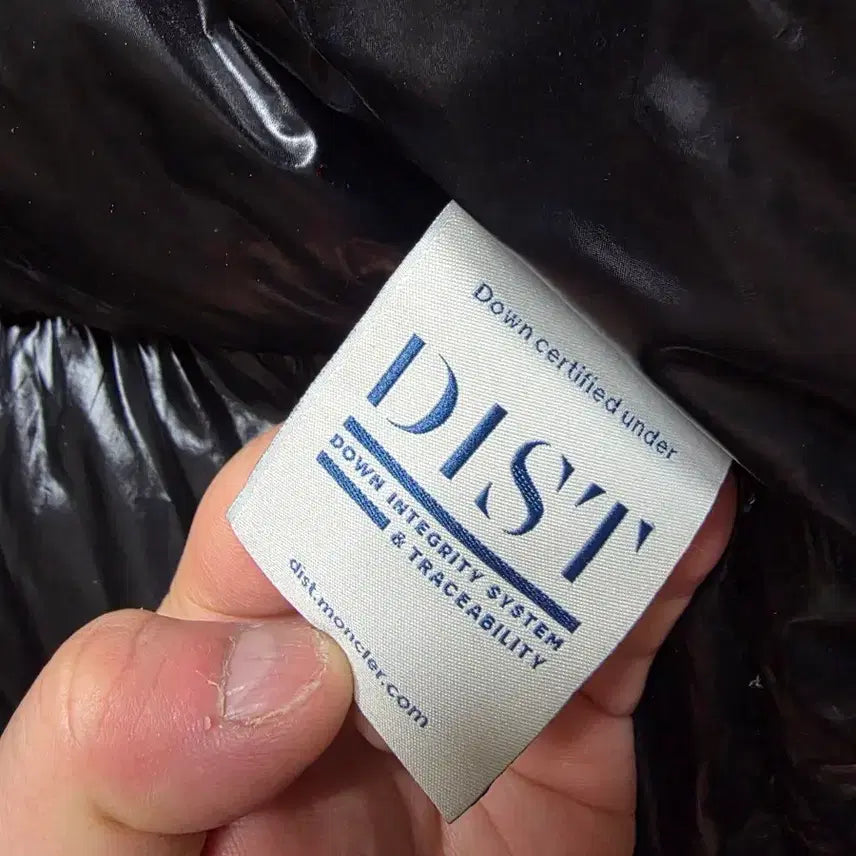 Down certified under
DIST
DOWN INTEGRITY SYSTEM
& TRACEABILITY
dist.moncler.com